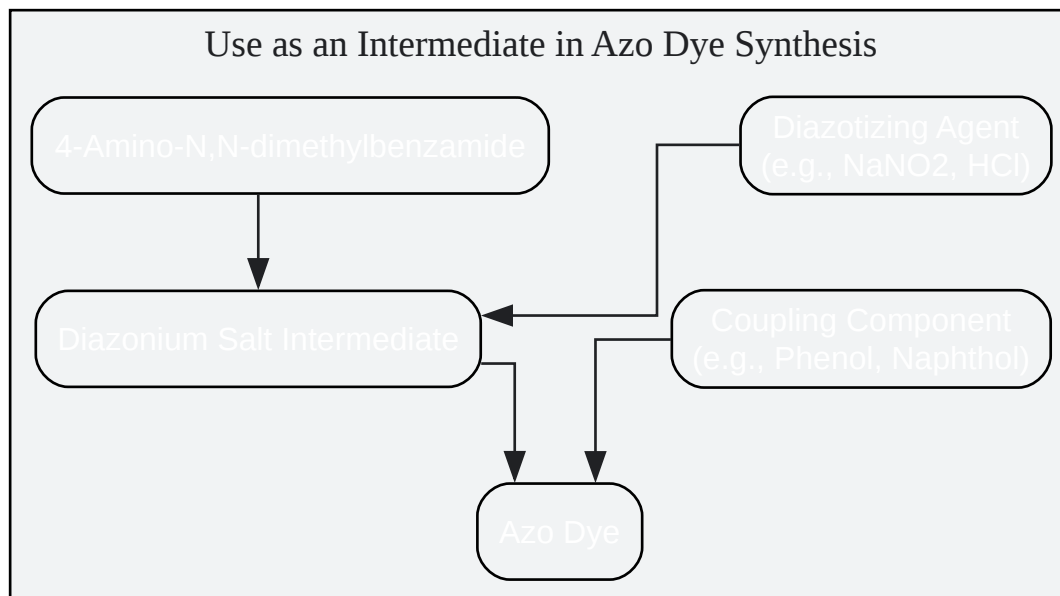 Use as an Intermediate in Azo Dye Synthesis
4-Amino-N,N-dimethylbenzamide
Diazotizing Agent
(e.g., NaNO2, HCl)
Diazonium Salt Intermediate
Coupling Component
(e.g., Phenol, Naphthol)
Azo Dye